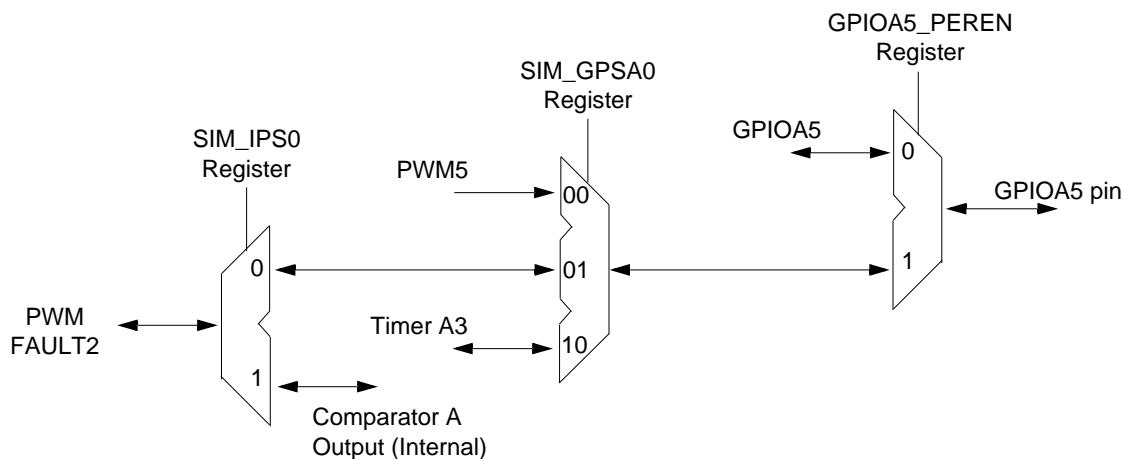 GPIOA5_PEREN
Register
SIM_GPSA0
Register
SIM_IPS0
Register
GPIOA5
0
PWM5
00
GPIOA5 pin
0
01
1
PWM
FAULT2
Timer A3
10
1
Comparator A
Output (Internal)